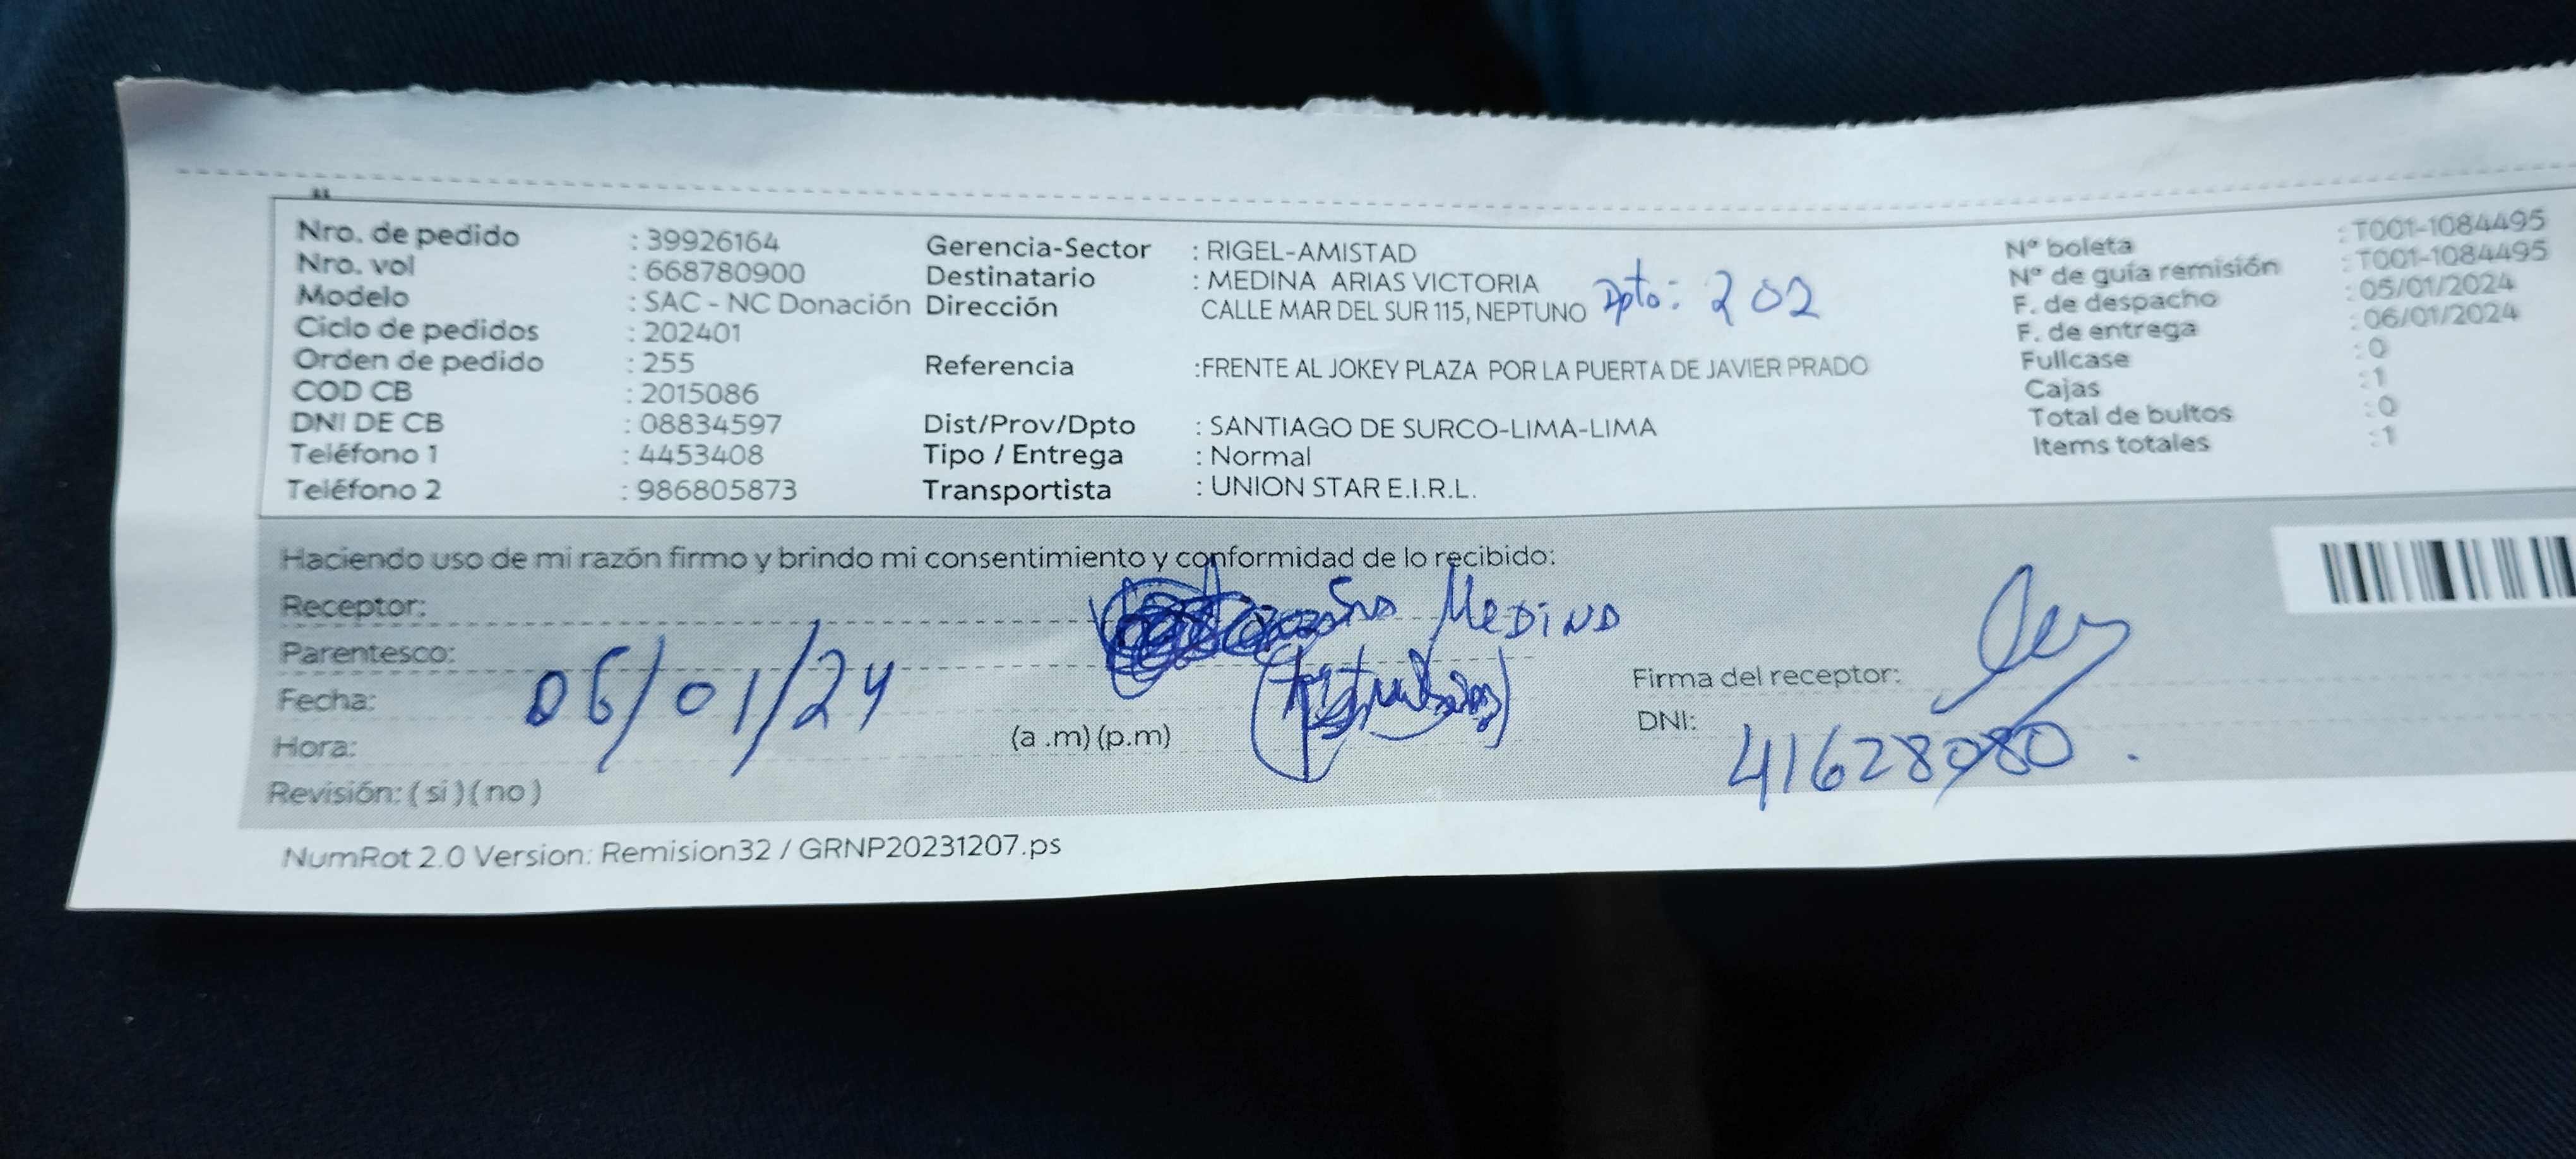 Nro. de pedido : 39926164
Nro. vol : 668780900
Modelo : SAC - NC Donación
Ciclo de pedidos : 202401
Orden de pedido : 255
COD CB : 2015086
DNI DE CB : 08834597
Teléfono 1 : 4453408
Teléfono 2 : 986805873
Gerencia-Sector : RIGEL-AMISTAD
Destinatario : MEDINA ARIAS VICTORIA
Dirección CALLE MAR DEL SUR 115, NEPTUNO Dpto: 202
Referencia :FRENTE AL JOKEY PLAZA POR LA PUERTA DE JAVIER PRADO
Dist/Prov/Dpto : SANTIAGO DE SURCO-LIMA-LIMA
Tipo / Entrega : Normal
Transportista : UNION STAR E.I.R.L.
Nº boleta : T001-1084495
Nº de guía remisión : T001-1084495
F. de despacho : 05/01/2024
F. de entrega : 06/01/2024
Fullcase : 0
Cajas : 1
Total de bultos : 0
Items totales : 1
Haciendo uso de mi razón firmo y brindo mi consentimiento y conformidad de lo recibido:
Receptor: Medina
Parentesco:
Fecha: 06/01/24
Hora: (a .m) (p.m)
Revisión: ( si ) ( no )
Firma del receptor:
DNI: 41628080
NumRot 2.0 Version: Remision32 / GRNP20231207.ps